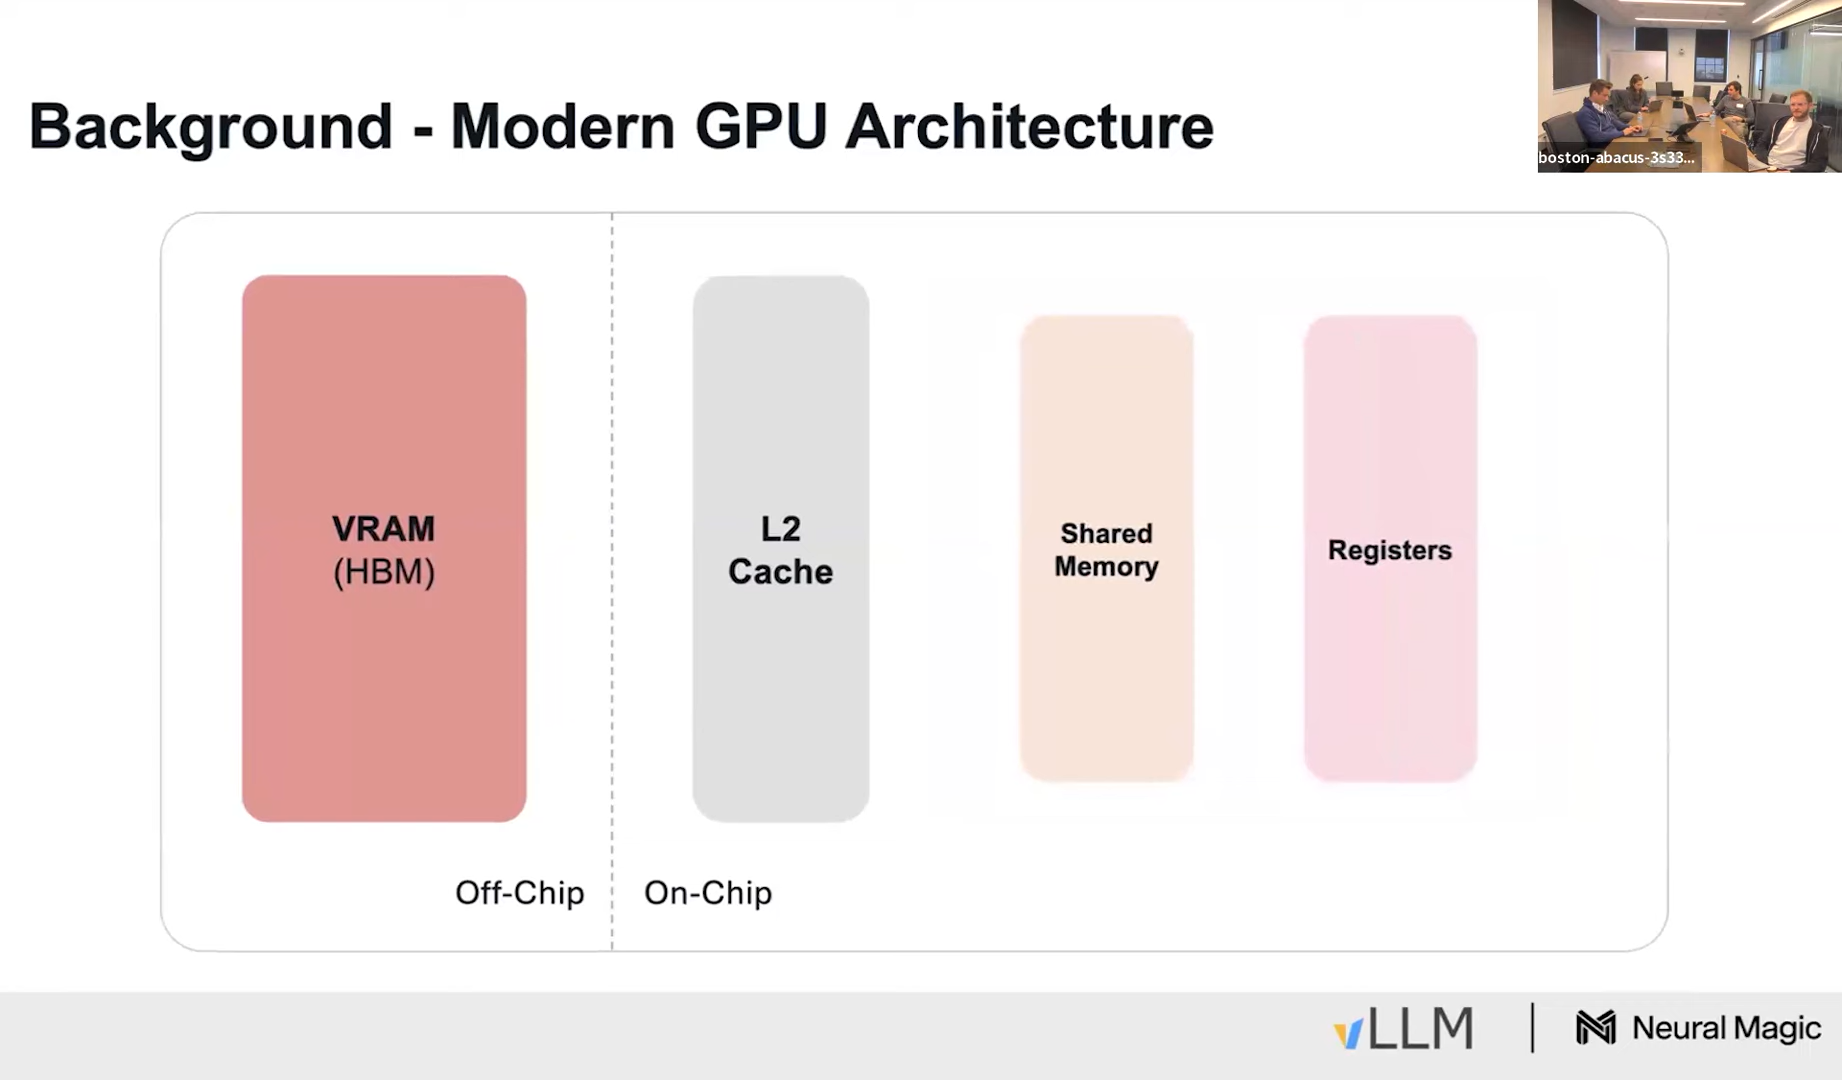 boston-abacus-3s33...
Background - Modern GPU Architecture
VRAM
(HBM)
L2
Cache
Shared
Memory
Registers
Off-Chip
On-Chip
vLLM
Neural Magic